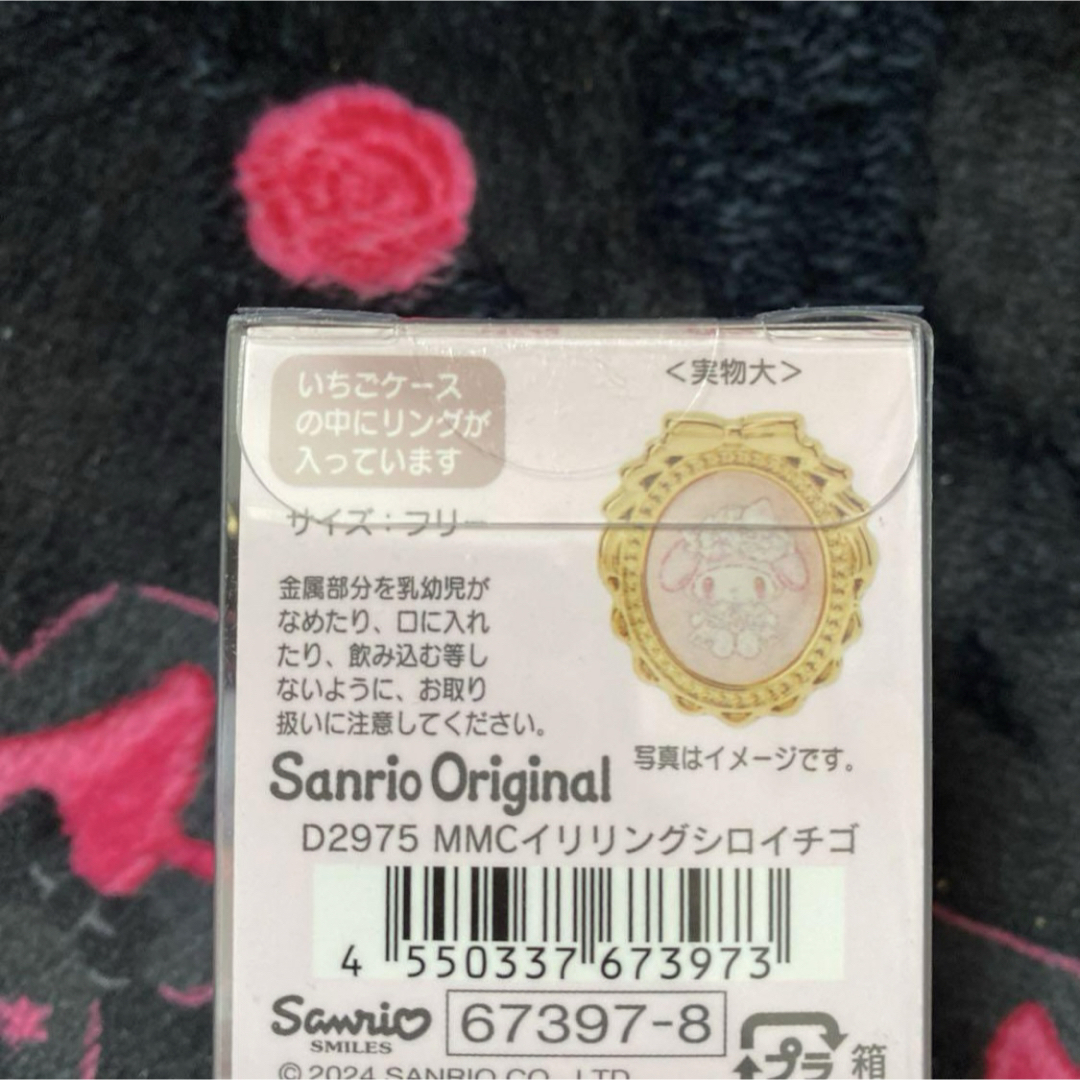 いちごケース
の中にリングが
入っています
<実物大>
サイズ:フリー
金属部分を乳幼児が
なめたり、口に入れ
たり、飲み込む等し
ないように、お取り
扱いに注意してください。
写真はイメージです。
Sanrio Original
D2975 MMCイリリングシロイチゴ
4 550337 673973
Sanrio
SMILES
67397-8
プラ
箱
© 2024 SANRIO CO., LTD.